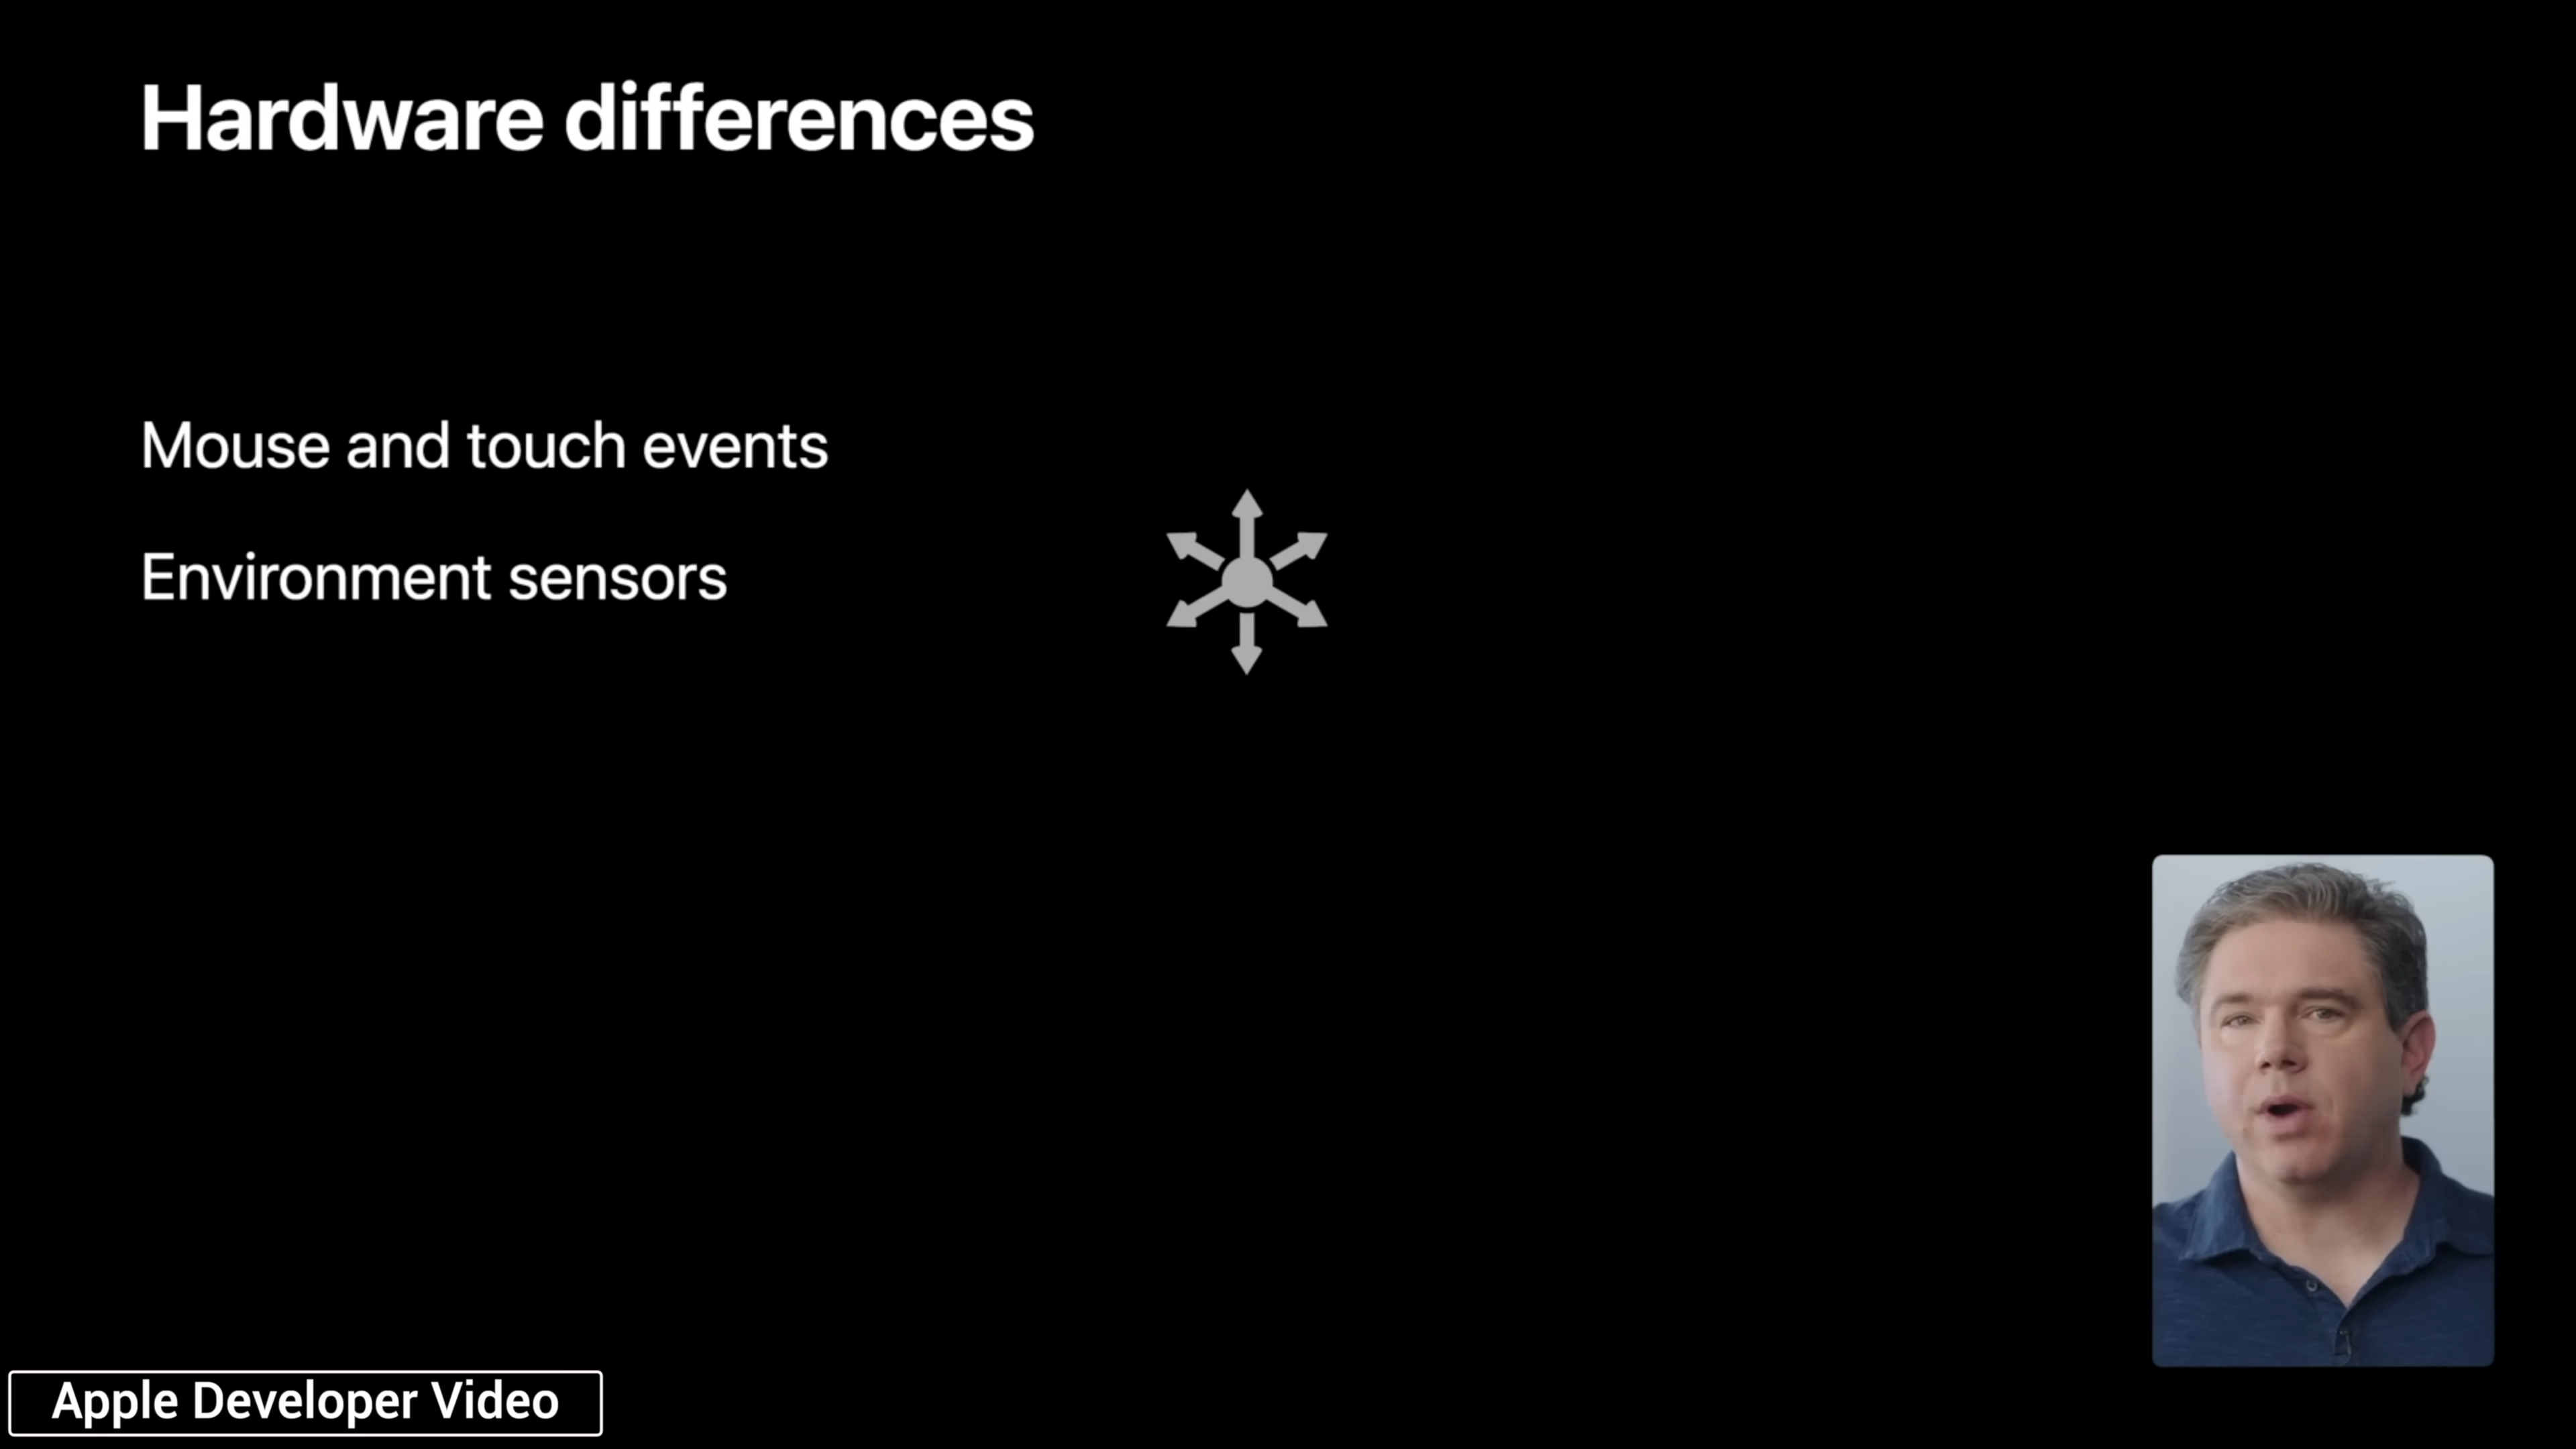 Hardware differences
Mouse and touch events
Environment sensors
Apple Developer Video